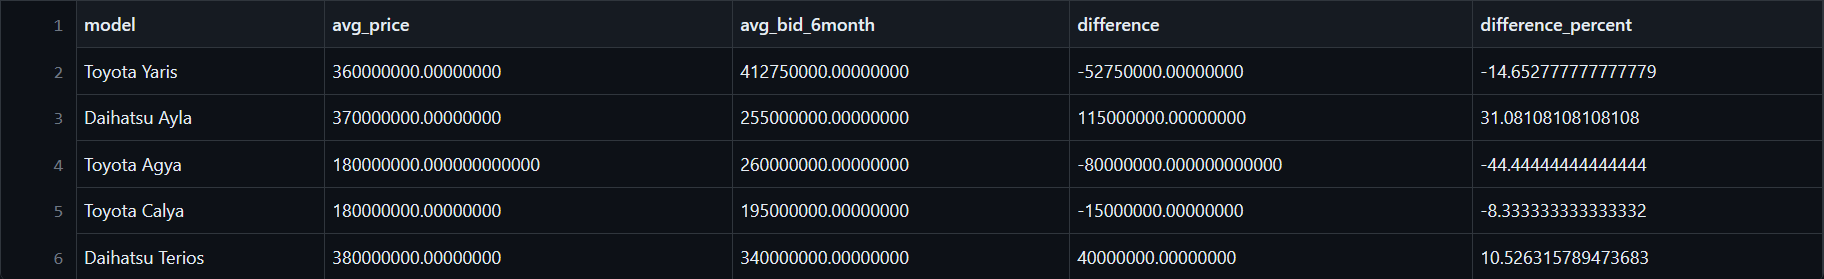 1 model avg_price avg_bid_6month difference difference_percent
2 Toyota Yaris 360000000.00000000 412750000.00000000 -52750000.00000000 -14.652777777777779
3 Daihatsu Ayla 370000000.00000000 255000000.00000000 115000000.00000000 31.08108108108108
4 Toyota Agya 180000000.000000000000 260000000.00000000 -80000000.000000000000 -44.44444444444444
5 Toyota Calya 180000000.00000000 195000000.00000000 -15000000.00000000 -8.333333333333332
6 Daihatsu Terios 380000000.00000000 340000000.00000000 40000000.00000000 10.526315789473683